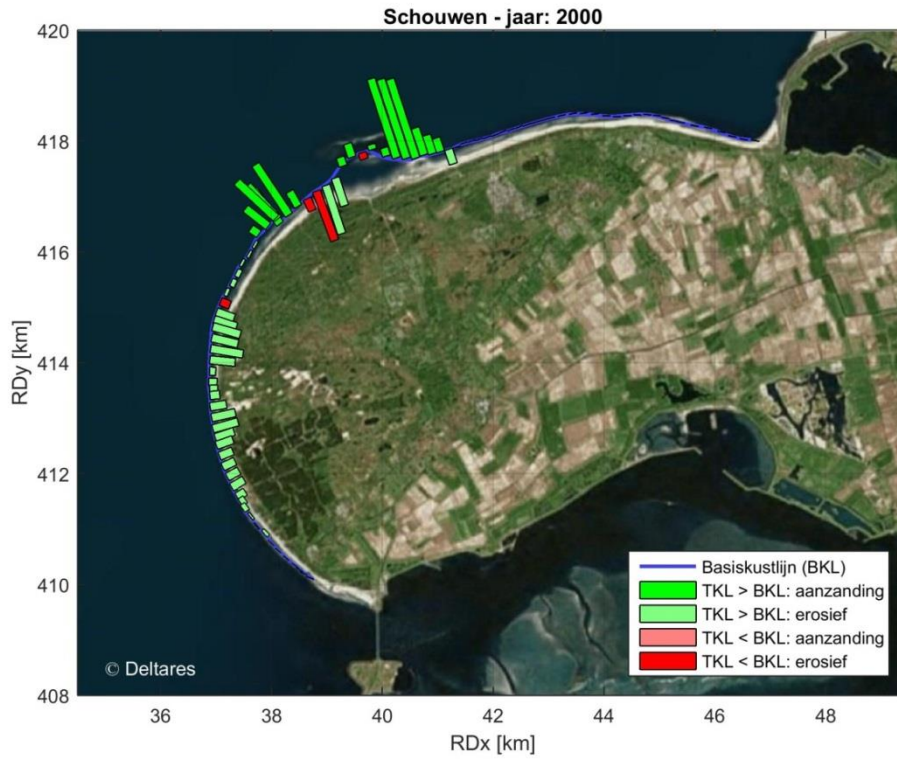 Schouwen - jaar: 2000
420
418
416
414
412
410
408
RDy [km]
36
38
40
42
44
46
48
RDx [km]
Basiskustlijn (BKL)
TKL > BKL: aanzanding
TKL > BKL: erosief
TKL < BKL: aanzanding
TKL < BKL: erosief
© Deltares